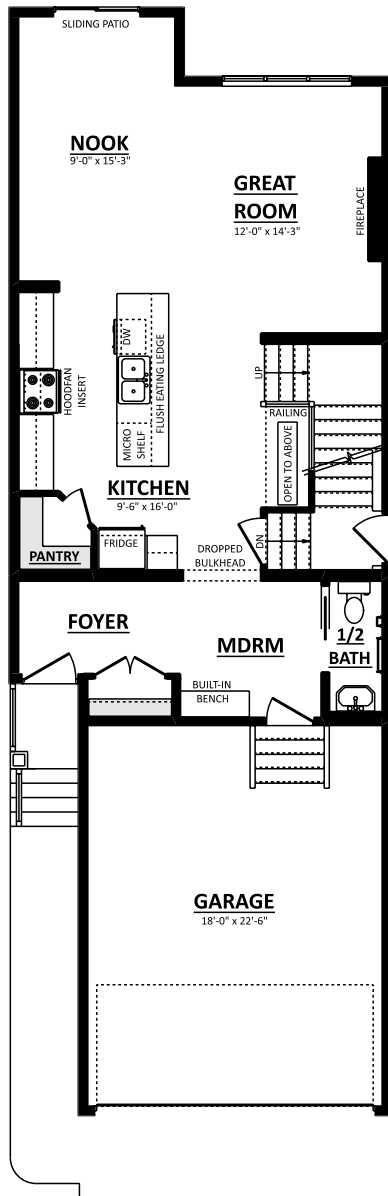 SLIDING PATIO
NOOK
9'-0" x 15'-3"
GREAT
ROOM
12'-0" x 14'-3"
FIREPLACE
HOODFAN
INSERT
DW
FLUSH EATING LEDGE
MICRO
SHELF
UP
RAILING
OPEN TO ABOVE
KITCHEN
9'-6" x 16'-0"
PANTRY
FRIDGE
DROPPED
BULKHEAD
DN
FOYER
MDRM
1/2
BATH
BUILT-IN
BENCH
GARAGE
18'-0" x 22'-6"